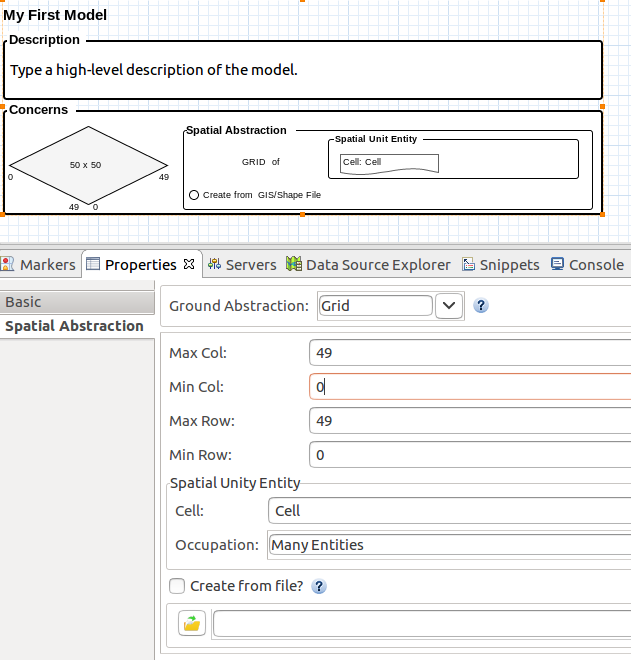 My First Model
Description
Type a high-level description of the model.
Concerns
50 x 50
0
49
49 0
Spatial Abstraction
GRID of
Spatial Unit Entity
Cell: Cell
Create from GIS/Shape File
Markers Properties Servers Data Source Explorer Snippets Console
Basic
Spatial Abstraction
Ground Abstraction: Grid ?
Max Col: 49
Min Col: 0
Max Row: 49
Min Row: 0
Spatial Unity Entity
Cell: Cell
Occupation: Many Entities
Create from file? ?